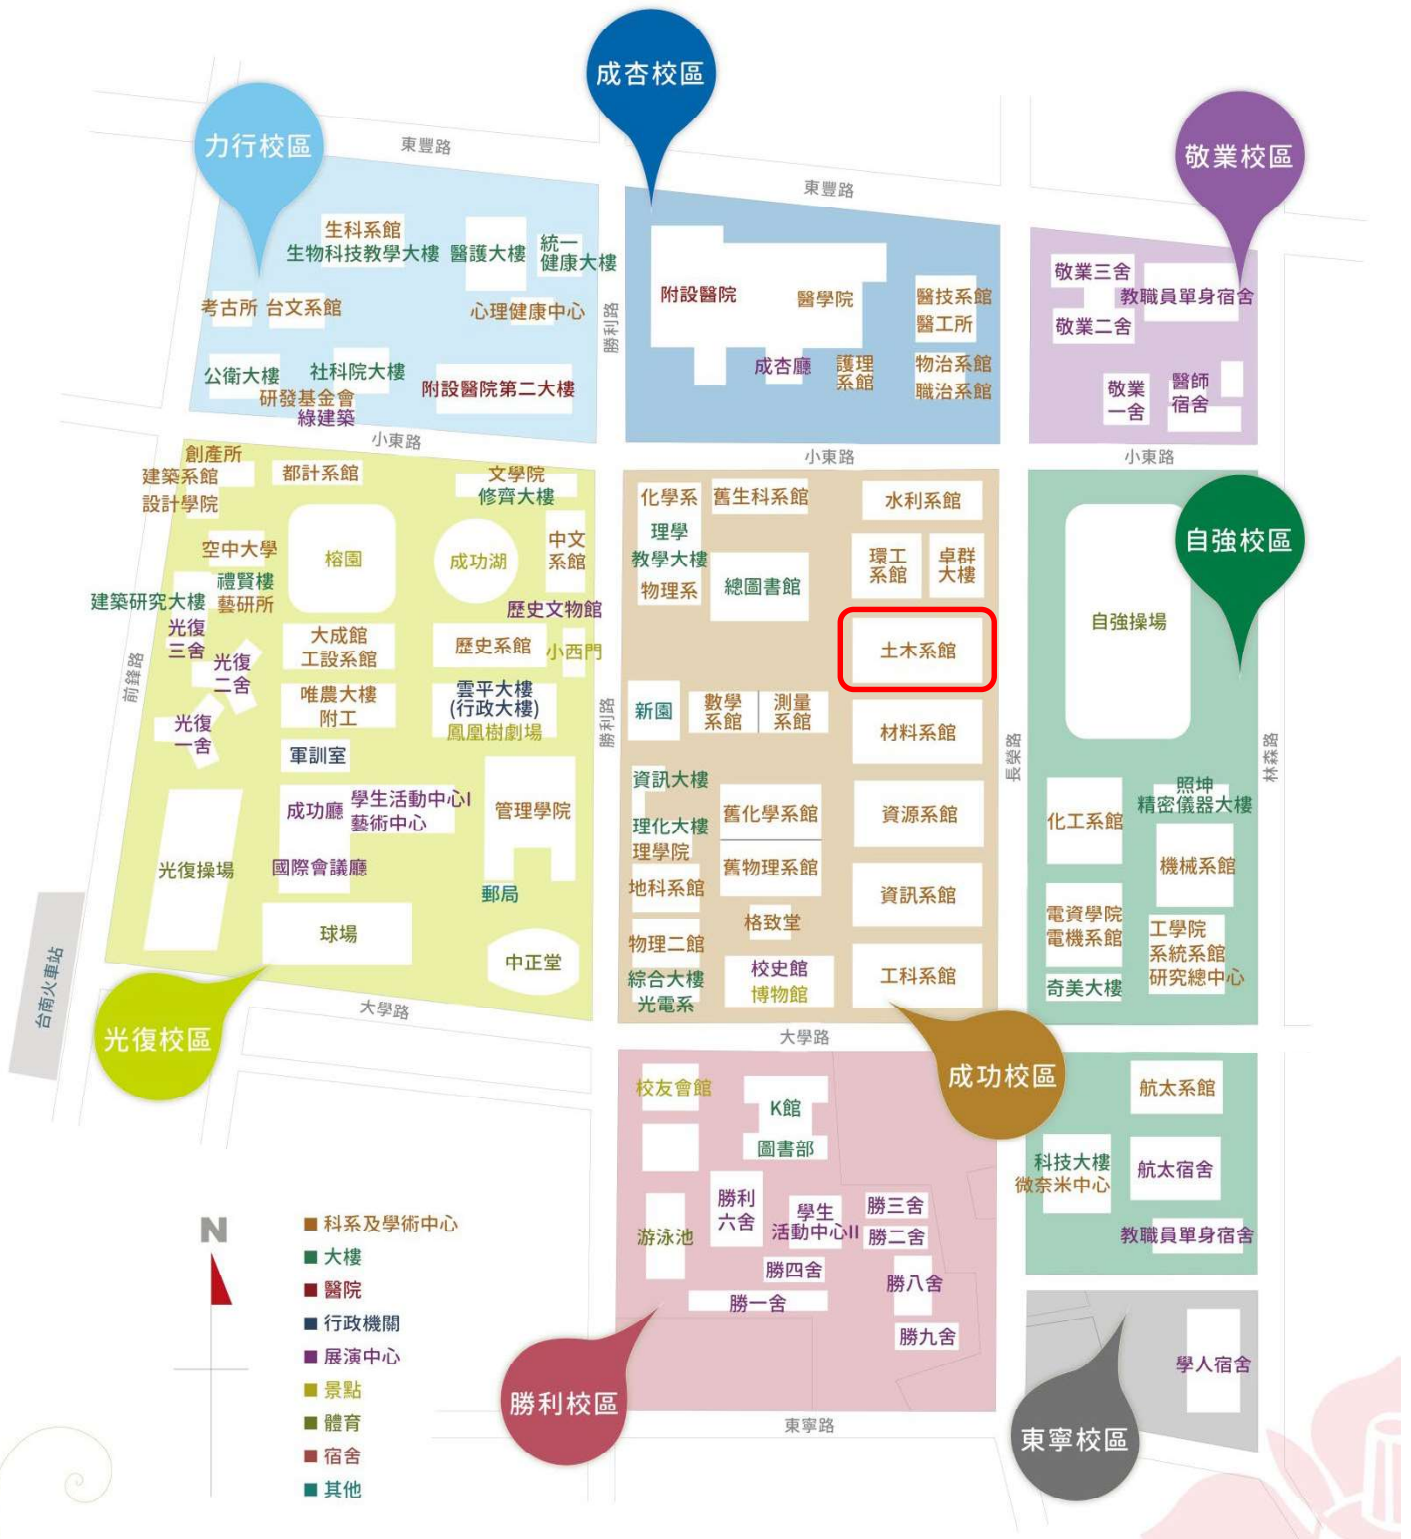 成杏校區
力行校區
敬業校區
東豐路
東豐路
生科系館
生物科技教學大樓
醫護大樓
統一
健康大樓
考古所
台文系館
心理健康中心
公衛大樓
社科院大樓
研發基金會
綠建築
附設醫院第二大樓
勝利路
附設醫院
醫學院
醫技系館
醫工所
成杏廳
護理
系館
物治系館
職治系館
敬業三舍
教職員單身宿舍
敬業二舍
敬業
一舍
醫師
宿舍
小東路
小東路
小東路
創產所
建築系館
設計學院
都計系館
文學院
修齊大樓
空中大學
榕園
成功湖
中文
系館
禮賢樓
藝研所
建築研究大樓
歷史文物館
光復
三舍
大成館
工設系館
歷史系館
小西門
光復
二舍
唯農大樓
附工
雲平大樓
(行政大樓)
鳳凰樹劇場
光復
一舍
軍訓室
前鋒路
勝利路
成功廳
學生活動中心I
藝術中心
管理學院
光復操場
國際會議廳
郵局
球場
中正堂
台南火車站
光復校區
大學路
化學系
舊生科系館
水利系館
理學
教學大樓
物理系
總圖書館
環工
系館
卓群
大樓
土木系館
新園
數學
系館
測量
系館
材料系館
資訊大樓
理化大樓
理學院
舊化學系館
資源系館
舊物理系館
地科系館
資訊系館
格致堂
物理二館
綜合大樓
光電系
校史館
博物館
工科系館
長榮路
大學路
成功校區
自強校區
自強操場
林森路
照坤
精密儀器大樓
化工系館
機械系館
電資學院
電機系館
工學院
系統系館
研究總中心
奇美大樓
航太系館
科技大樓
微奈米中心
航太宿舍
教職員單身宿舍
校友會館
K館
圖書部
游泳池
勝利
六舍
學生
活動中心II
勝三舍
勝二舍
勝四舍
勝一舍
勝八舍
勝九舍
勝利校區
東寧路
學人宿舍
東寧校區
N
科系及學術中心
大樓
醫院
行政機關
展演中心
景點
體育
宿舍
其他